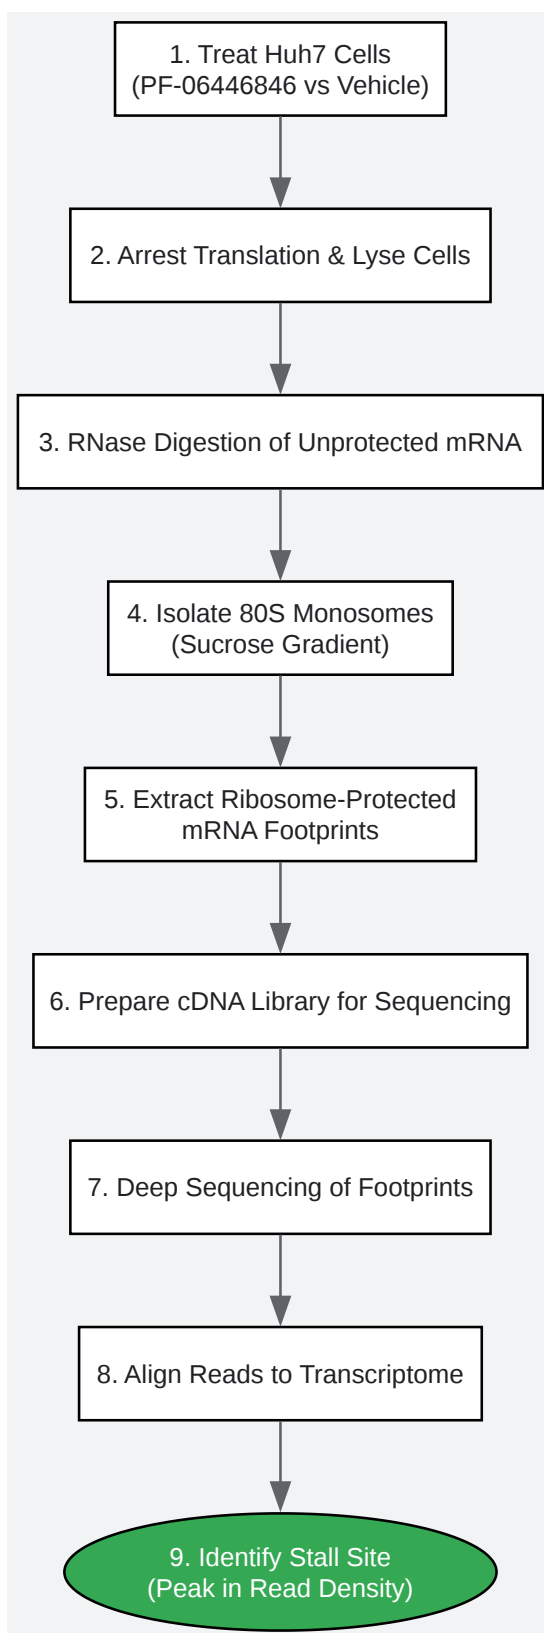 1. Treat Huh7 Cells
(PF-06446846 vs Vehicle)
2. Arrest Translation & Lyse Cells
3. RNase Digestion of Unprotected mRNA
4. Isolate 80S Monosomes
(Sucrose Gradient)
5. Extract Ribosome-Protected
mRNA Footprints
6. Prepare cDNA Library for Sequencing
7. Deep Sequencing of Footprints
8. Align Reads to Transcriptome
9. Identify Stall Site
(Peak in Read Density)